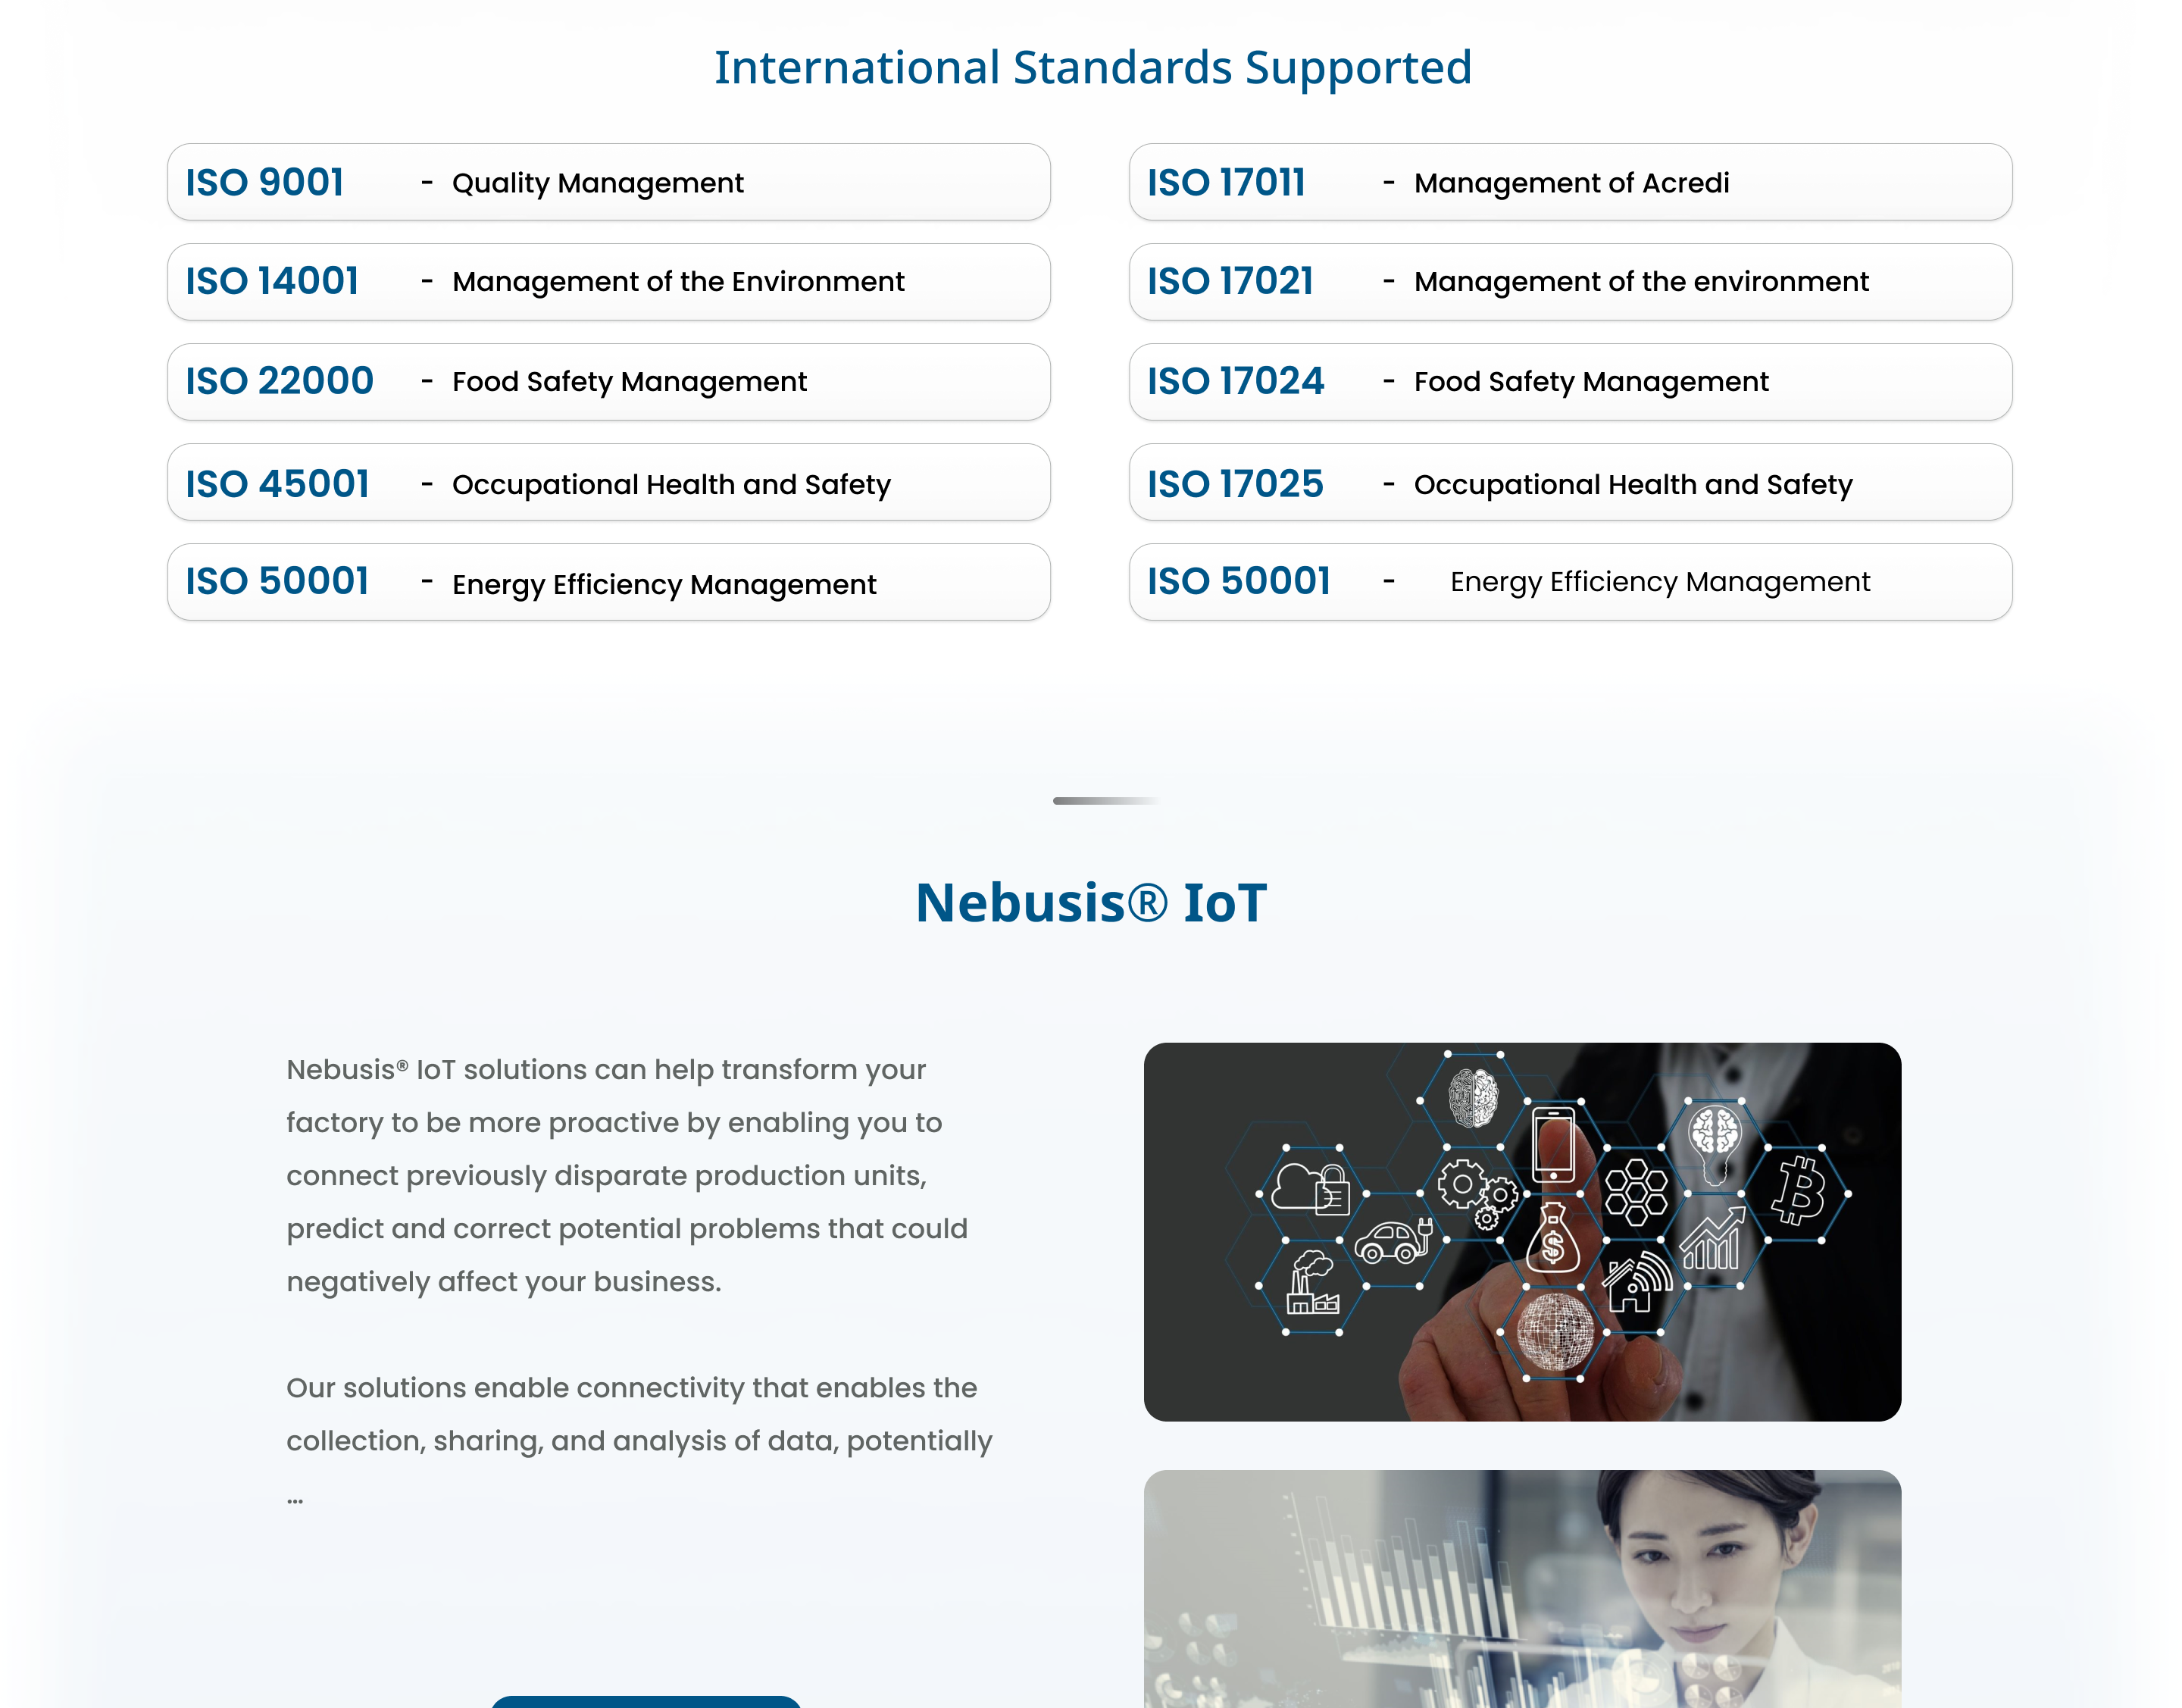 International Standards Supported
ISO 9001 - Quality Management
ISO 14001 - Management of the Environment
ISO 22000 - Food Safety Management
ISO 45001 - Occupational Health and Safety
ISO 50001 - Energy Efficiency Management
ISO 17011 - Management of Acredi
ISO 17021 - Management of the environment
ISO 17024 - Food Safety Management
ISO 17025 - Occupational Health and Safety
ISO 50001 - Energy Efficiency Management
Nebusis® IoT
Nebusis® IoT solutions can help transform your
factory to be more proactive by enabling you to
connect previously disparate production units,
predict and correct potential problems that could
negatively affect your business.
Our solutions enable connectivity that enables the
collection, sharing, and analysis of data, potentially
...